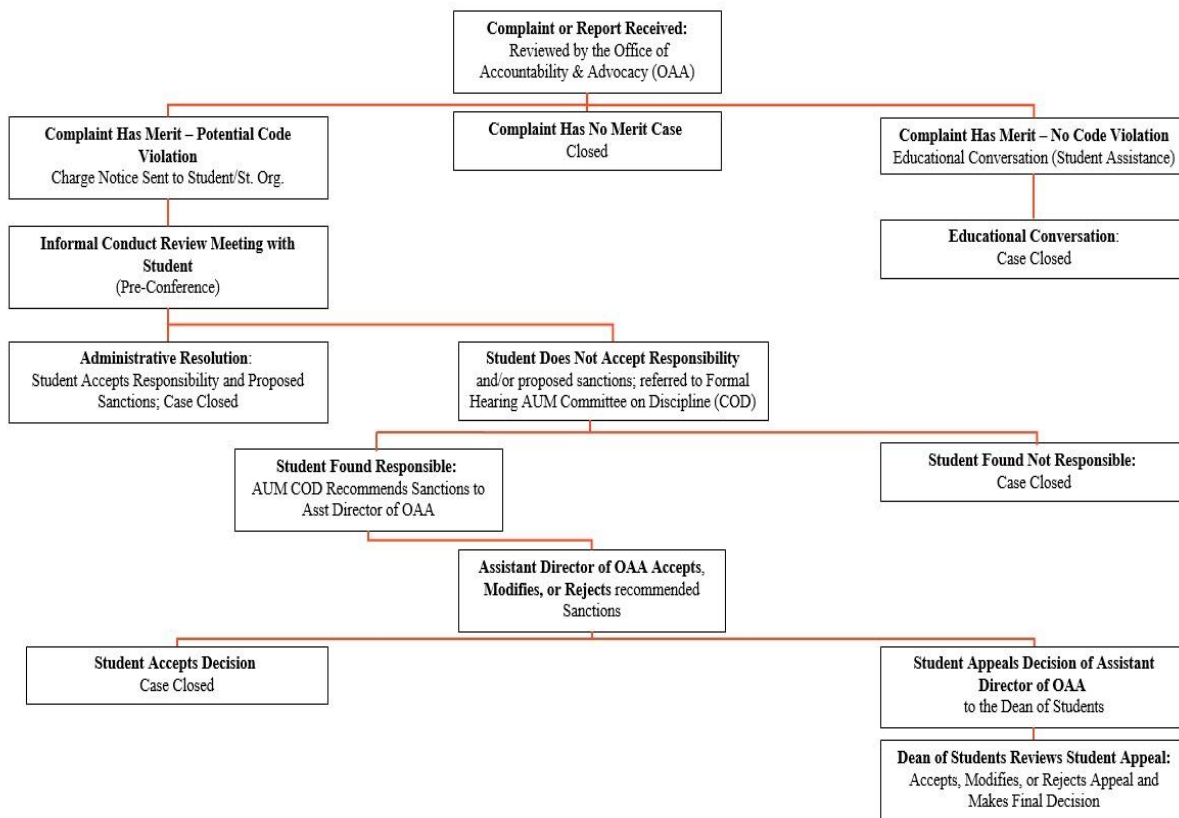 Complaint or Report Received:
Reviewed by the Office of
Accountability & Advocacy (OAA)
Complaint Has Merit – Potential Code
Violation
Charge Notice Sent to Student/St. Org.
Complaint Has No Merit Case
Closed
Complaint Has Merit – No Code Violation
Educational Conversation (Student Assistance)
Informal Conduct Review Meeting with
Student
(Pre-Conference)
Educational Conversation:
Case Closed
Administrative Resolution:
Student Accepts Responsibility and Proposed
Sanctions; Case Closed
Student Does Not Accept Responsibility
and/or proposed sanctions; referred to Formal
Hearing AUM Committee on Discipline (COD)
Student Found Responsible:
AUM COD Recommends Sanctions to
Asst Director of OAA
Student Found Not Responsible:
Case Closed
Assistant Director of OAA Accepts,
Modifies, or Rejects recommended
Sanctions
Student Accepts Decision
Case Closed
Student Appeals Decision of Assistant
Director of OAA
to the Dean of Students
Dean of Students Reviews Student Appeal:
Accepts, Modifies, or Rejects Appeal and
Makes Final Decision